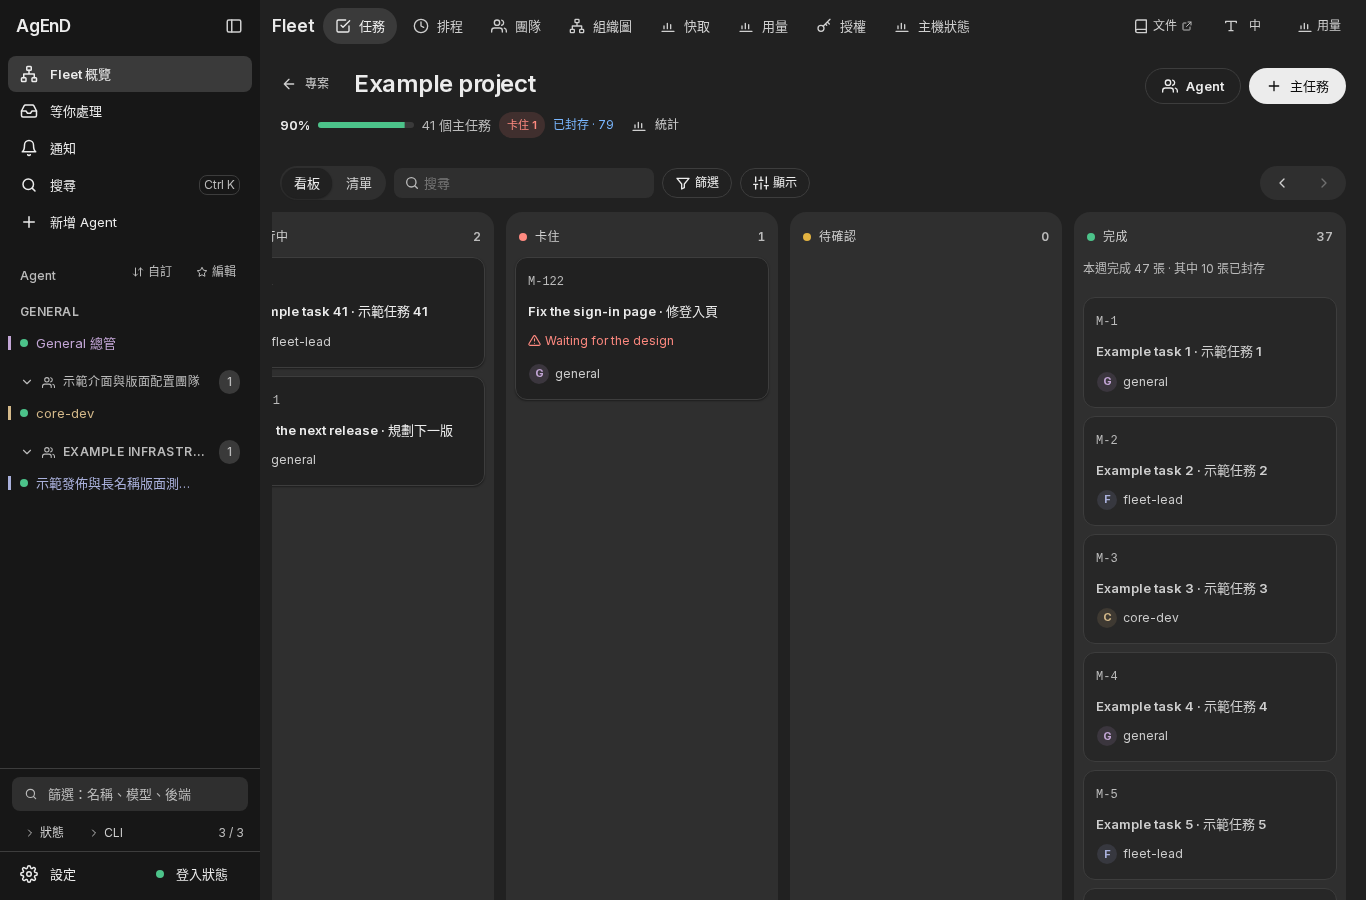 AgEnD
Fleet 概覽
等你處理
通知
搜尋
Ctrl K
新增 Agent
Agent
自訂
編輯
GENERAL
General 總管
示範介面與版面配置團隊
1
core-dev
EXAMPLE INFRASTR…
1
示範發佈與長名稱版面測…
篩選：名稱、模型、後端
狀態
CLI
3 / 3
設定
登入狀態
Fleet
任務
排程
團隊
組織圖
快取
用量
授權
主機狀態
文件
中
用量
專案
Example project
Agent
主任務
90%
41 個主任務
卡住 1
已封存 · 79
統計
看板
清單
搜尋
篩選
顯示
行中
2
mple task 41 · 示範任務 41
fleet-lead
1
the next release · 規劃下一版
general
卡住
1
M-122
Fix the sign-in page · 修登入頁
Waiting for the design
G
general
待確認
0
完成
37
本週完成 47 張 · 其中 10 張已封存
M-1
Example task 1 · 示範任務 1
G
general
M-2
Example task 2 · 示範任務 2
F
fleet-lead
M-3
Example task 3 · 示範任務 3
C
core-dev
M-4
Example task 4 · 示範任務 4
G
general
M-5
Example task 5 · 示範任務 5
F
fleet-lead